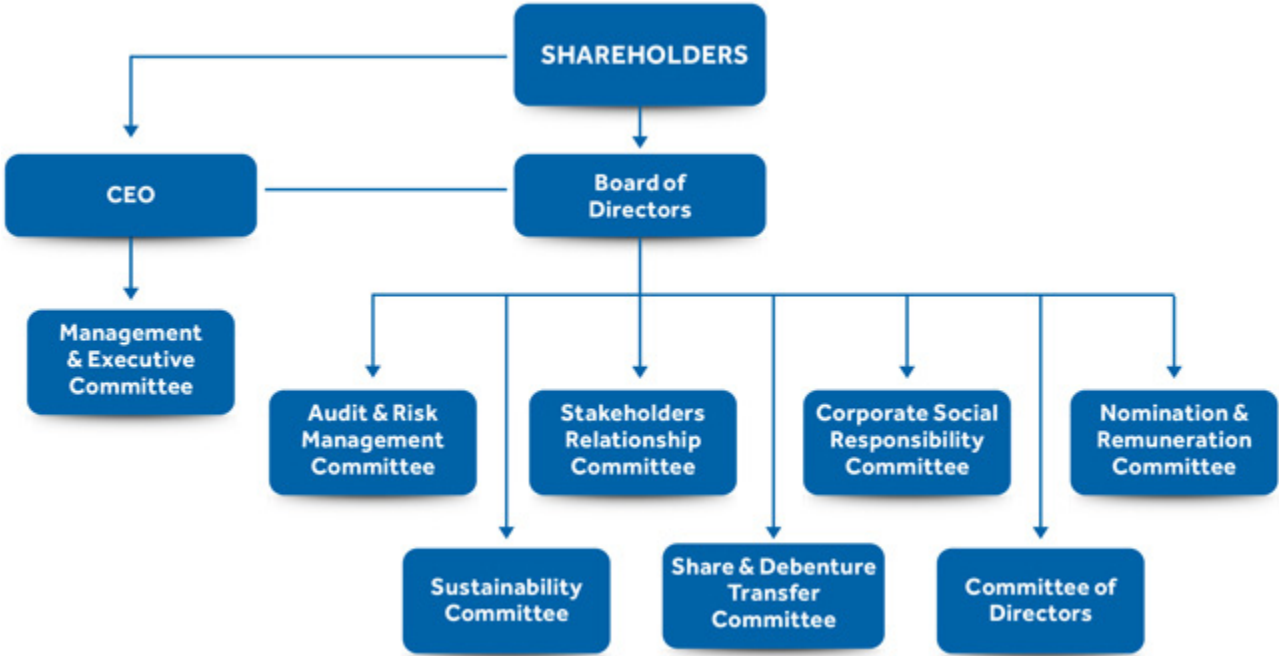 SHAREHOLDERS
CEO
Board of
Directors
Management
& Executive
Committee
Audit & Risk
Management
Committee
Stakeholders
Relationship
Committee
Corporate Social
Responsibility
Committee
Nomination &
Remuneration
Committee
Sustainability
Committee
Share & Debenture
Transfer
Committee
Committee of
Directors